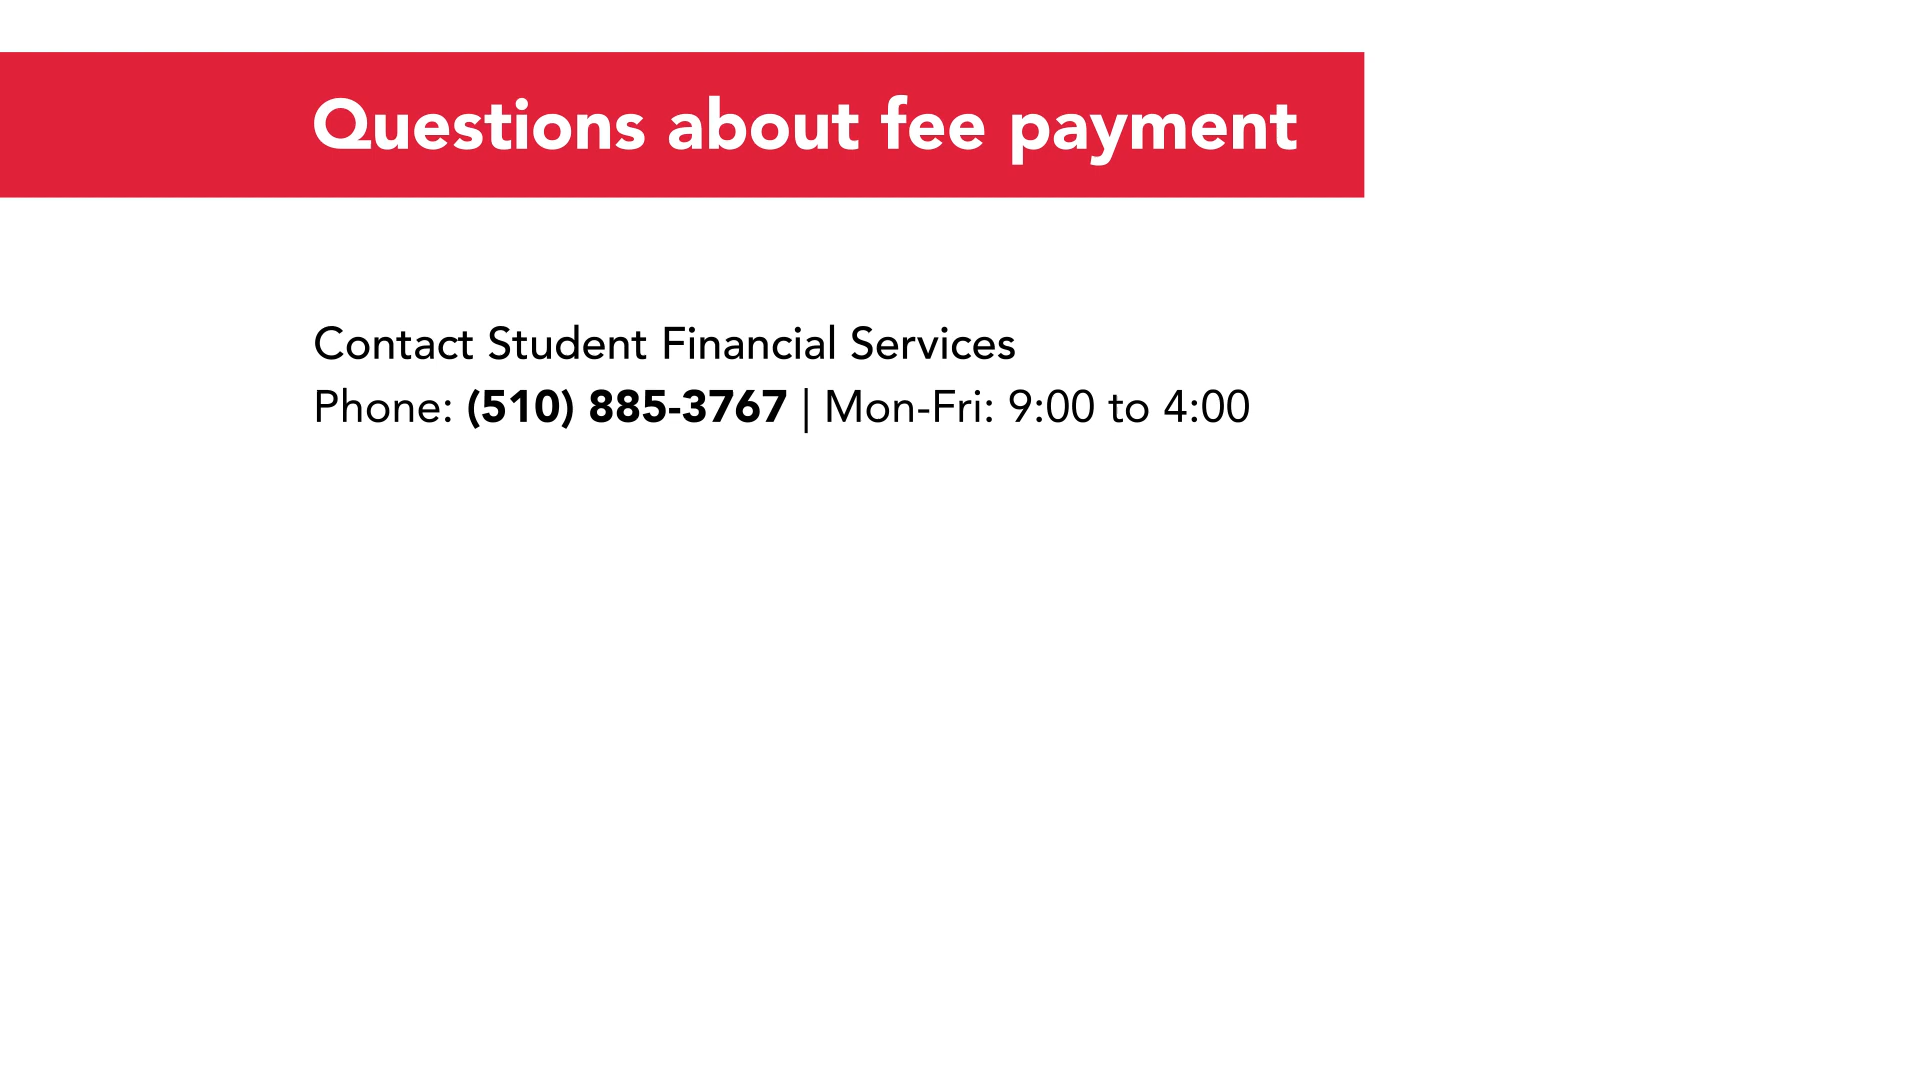 Questions about fee payment
Contact Student Financial Services
Phone: (510) 885-3767 | Mon-Fri: 9:00 to 4:00